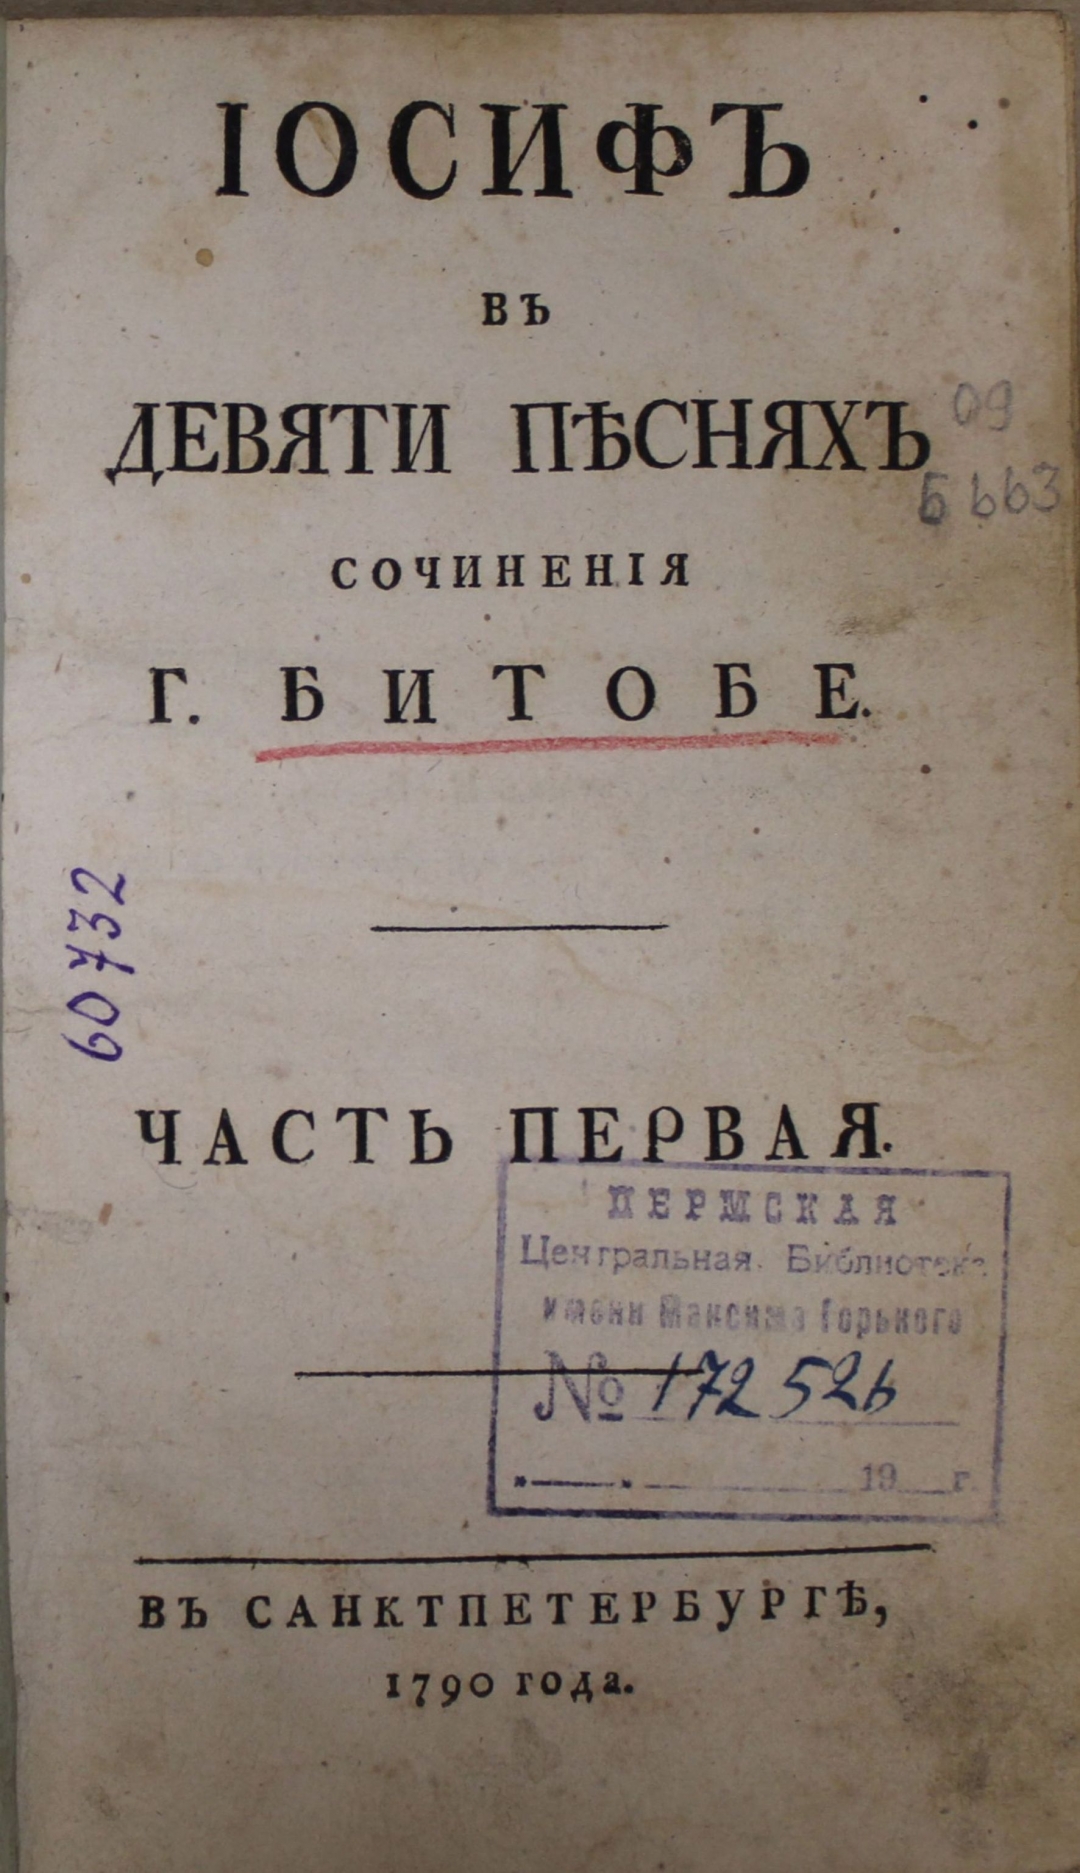 ІОСИФЪ
ВЪ
ДЕВЯТИ ПѢСНЯХЪ
09
Б 663
СОЧИНЕНІЯ
Г. БИТОБЕ.
60732
ЧАСТЬ ПЕРВАЯ.
ПЕРМСКАЯ
Центральная Библиотека
имени Максима Горького
№ 172526
19 г.
ВЪ САНКТПЕТЕРБУРГѢ,
1790 года.